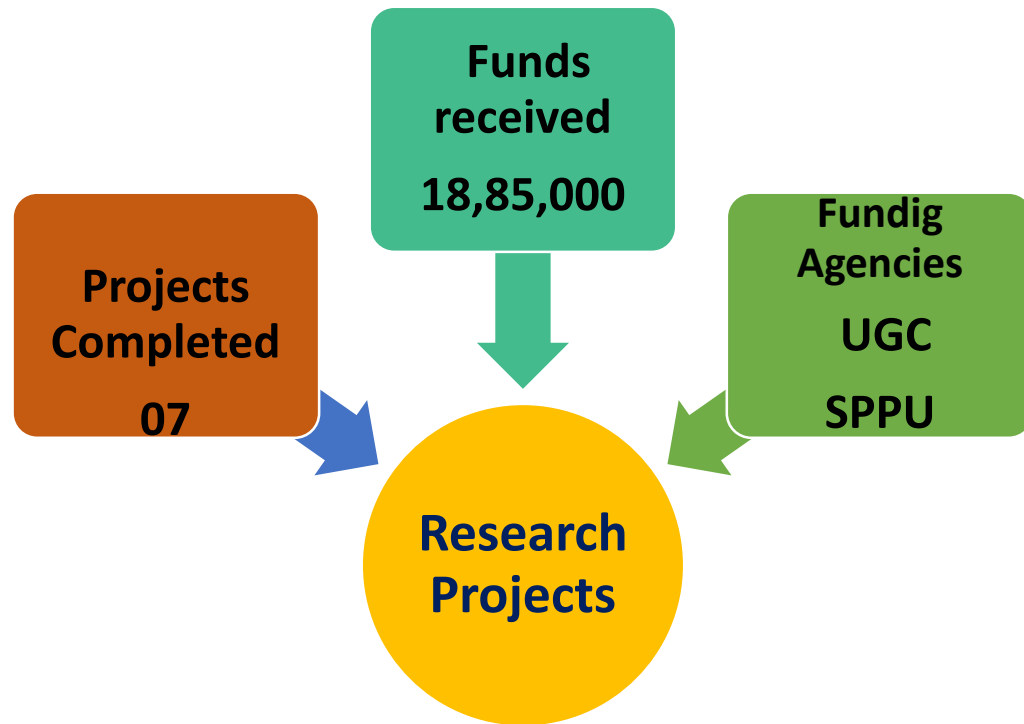 Funds
received
18,85,000
Projects
Completed
07
Fundig
Agencies
UGC
SPPU
Research
Projects